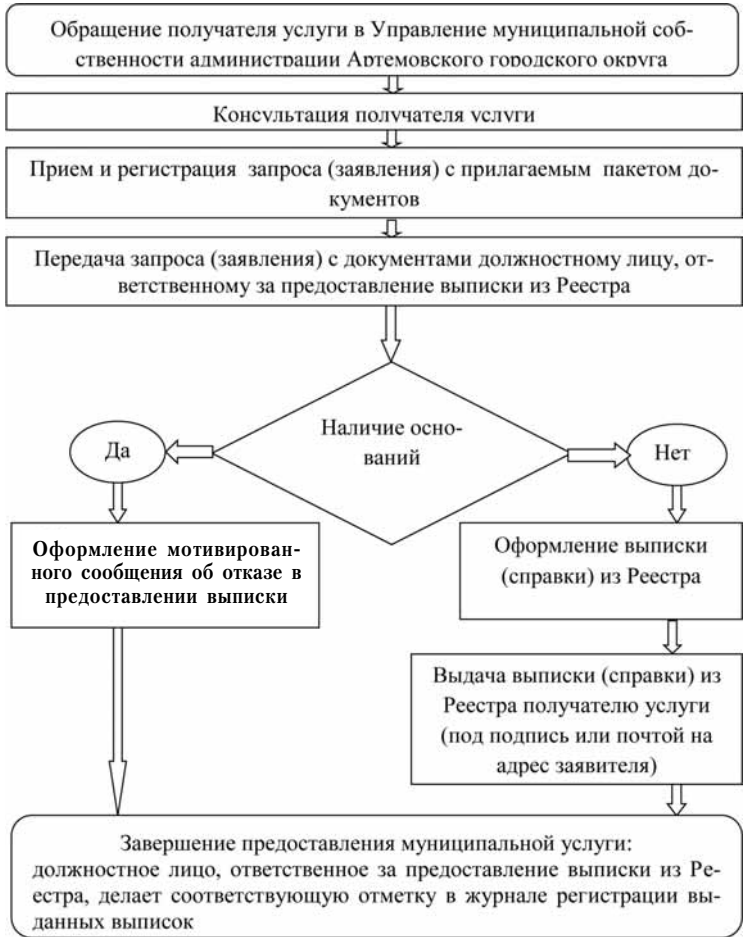 Обращение получателя услуги в Управление муниципальной соб-
ственности администрации Артемовского городского округа
Консультация получателя услуги
Прием и регистрация запроса (заявления) с прилагаемым пакетом до-
кументов
Передача запроса (заявления) с документами должностному лицу, от-
ветственному за предоставление выписки из Реестра
Наличие осно-
ваний
Да
Нет
Оформление мотивирован-
ного сообщения об отказе в
предоставлении выписки
Оформление выписки
(справки) из Реестра
Выдача выписки (справки) из
Реестра получателю услуги
(под подпись или почтой на
адрес заявителя)
Завершение предоставления муниципальной услуги:
должностное лицо, ответственное за предоставление выписки из Ре-
естра, делает соответствующую отметку в журнале регистрации вы-
данных выписок